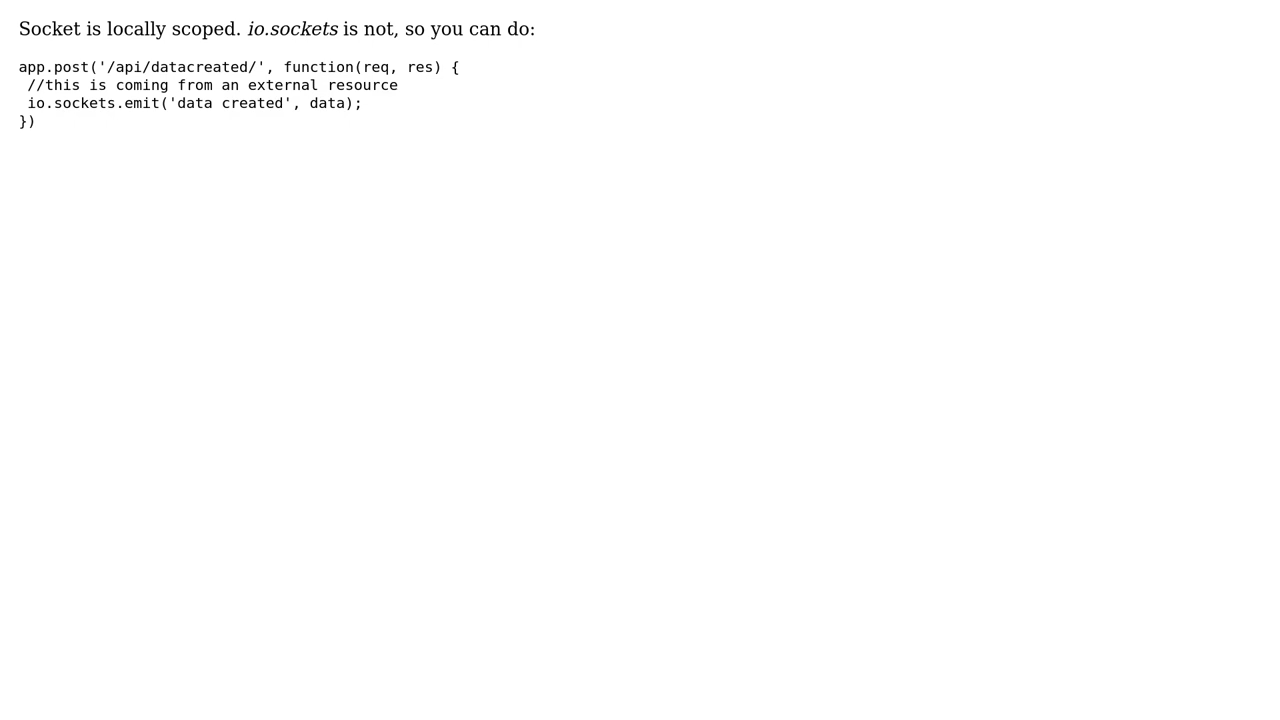 Socket is locally scoped. io.sockets is not, so you can do:
app.post('/api/datacreated/', function(req, res) {
 //this is coming from an external resource
 io.sockets.emit('data created', data);
})